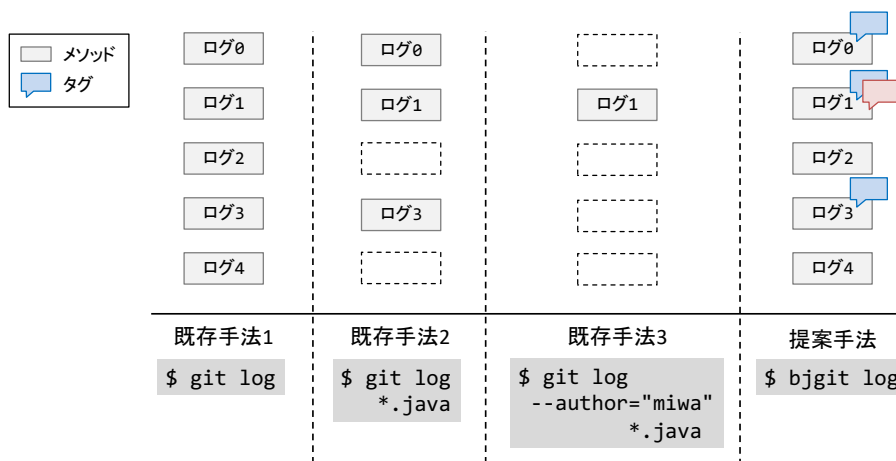 メソッド
タグ
ログ0
ログ1
ログ2
ログ3
ログ4
既存手法1
$ git log
ログ0
ログ1
ログ3
既存手法2
$ git log
*.java
ログ1
既存手法3
$ git log
--author="miwa"
*.java
ログ0
ログ1
ログ2
ログ3
ログ4
提案手法
$ bjgit log